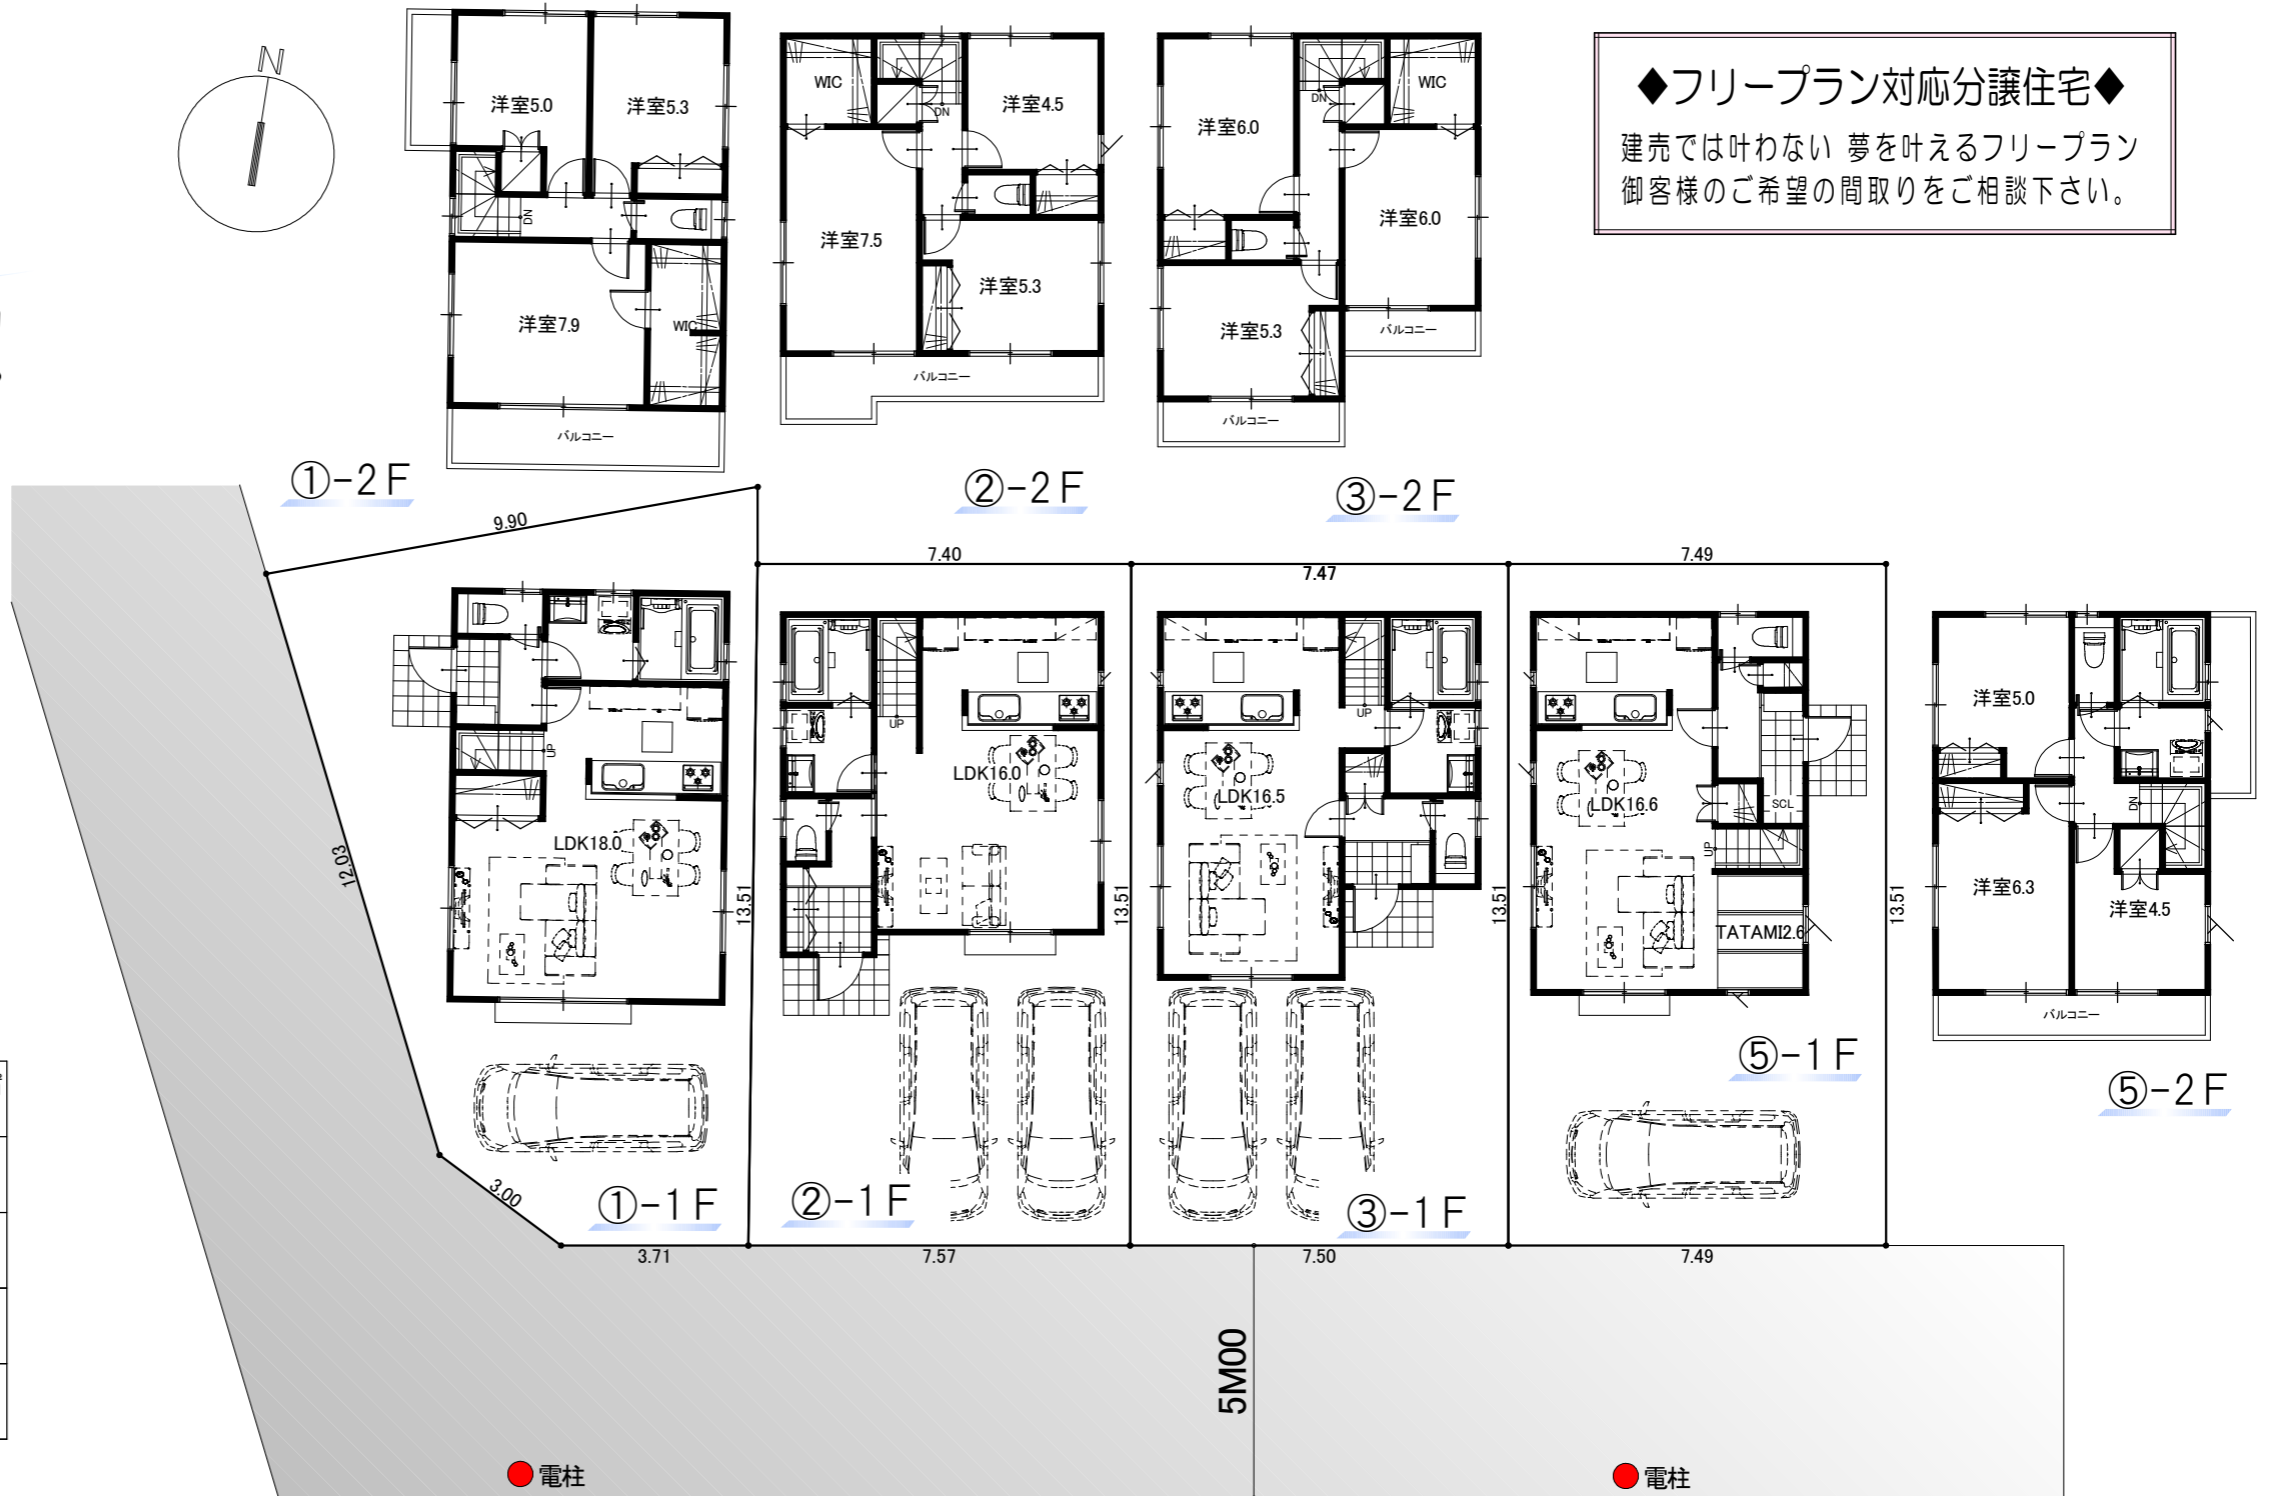 N
◆フリープラン対応分譲住宅◆
建売では叶わない 夢を叶えるフリープラン
御客様のご希望の間取りをご相談下さい。
洋室5.0
洋室5.3
DN
洋室7.9
WIC
バルコニー
①-2F
WIC
DN
洋室4.5
洋室7.5
洋室5.3
バルコニー
②-2F
洋室6.0
DN
WIC
洋室6.0
洋室5.3
バルコニー
バルコニー
③-2F
9.90
7.40
7.47
7.49
12.03
13.51
13.51
13.51
13.51
UP
LDK18.0
3.00
①-1F
3.71
UP
LDK16.0
②-1F
7.57
UP
LDK16.5
③-1F
7.50
LDK16.6
SCL
UP
TATAMI2.6
⑤-1F
7.49
洋室5.0
DN
洋室6.3
洋室4.5
バルコニー
⑤-2F
5M00
電柱
電柱